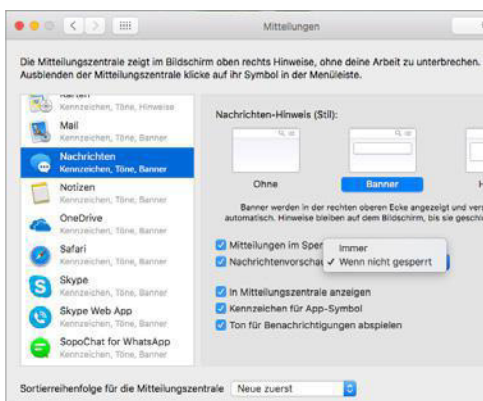 Mitteilungen
Die Mitteilungszentrale zeigt im Bildschirm oben rechts Hinweise, ohne deine Arbeit zu unterbrechen.
Ausblenden der Mitteilungszentrale klicke auf ihr Symbol in der Menüleiste.
Karten
Kennzeichen, Töne, Hinweise
Mail
Kennzeichen, Töne, Banner
Nachrichten
Kennzeichen, Töne, Banner
Notizen
Kennzeichen, Töne, Banner
OneDrive
Kennzeichen, Töne, Banner
Safari
Kennzeichen, Töne, Banner
Skype
Kennzeichen, Töne, Banner
Skype Web App
Kennzeichen, Töne, Banner
SopoChat for WhatsApp
Kennzeichen, Töne, Banner
Nachrichten-Hinweis (Stil):
Ohne
Banner
Banner werden in der rechten oberen Ecke angezeigt und
automatisch. Hinweise bleiben auf dem Bildschirm, bis sie
Mitteilungen im
Immer
Wenn nicht gesperrt
In Mitteilungszentrale anzeigen
Kennzeichen für App-Symbol
Ton für Benachrichtigungen abspielen
Sortierreihenfolge für die Mitteilungszentrale
Neue zuerst